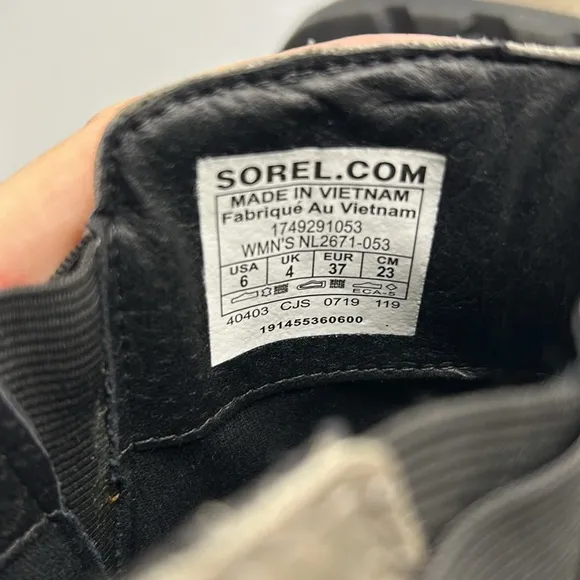 SOREL.COM
MADE IN VIETNAM
Fabriqué Au Vietnam
1749291053
WMN'S NL2671-053
USA UK EUR CM
6 4 37 23
ECA-S
40403 CJS 0719 119
191455360600